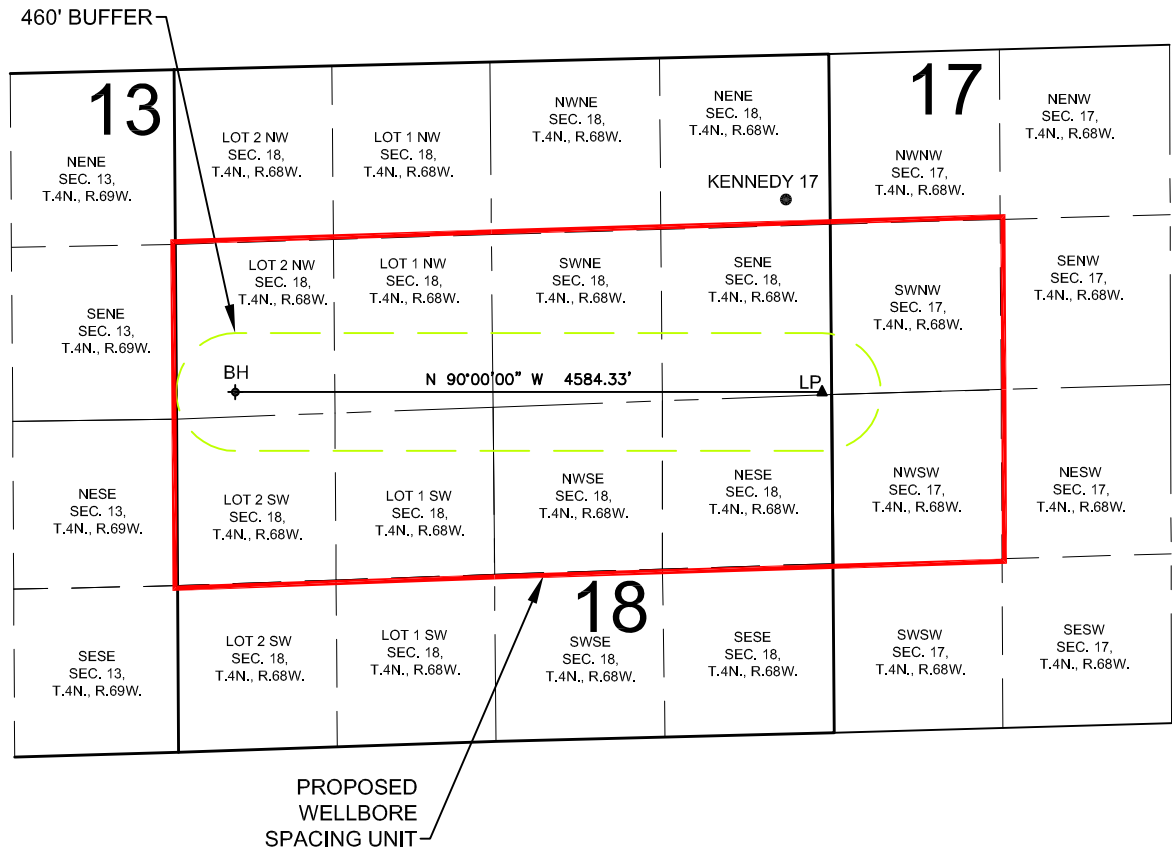 460' BUFFER
13
17
NENE
SEC. 13,
T.4N., R.69W.
LOT 2 NW
SEC. 18,
T.4N., R.68W.
LOT 1 NW
SEC. 18,
T.4N., R.68W.
NWNE
SEC. 18,
T.4N., R.68W.
NENE
SEC. 18,
T.4N., R.68W.
NWNW
SEC. 17,
T.4N., R.68W.
NENW
SEC. 17,
T.4N., R.68W.
KENNEDY 17
SENE
SEC. 13,
T.4N., R.69W.
LOT 2 NW
SEC. 18,
T.4N., R.68W.
LOT 1 NW
SEC. 18,
T.4N., R.68W.
SWNE
SEC. 18,
T.4N., R.68W.
SENE
SEC. 18,
T.4N., R.68W.
SWNW
SEC. 17,
T.4N., R.68W.
SENW
SEC. 17,
T.4N., R.68W.
BH
N 90°00'00" W 4584.33'
LP
NESE
SEC. 13,
T.4N., R.69W.
LOT 2 SW
SEC. 18,
T.4N., R.68W.
LOT 1 SW
SEC. 18,
T.4N., R.68W.
NWSE
SEC. 18,
T.4N., R.68W.
NESE
SEC. 18,
T.4N., R.68W.
NWSW
SEC. 17,
T.4N., R.68W.
NESW
SEC. 17,
T.4N., R.68W.
18
SESE
SEC. 13,
T.4N., R.69W.
LOT 2 SW
SEC. 18,
T.4N., R.68W.
LOT 1 SW
SEC. 18,
T.4N., R.68W.
SWSE
SEC. 18,
T.4N., R.68W.
SESE
SEC. 18,
T.4N., R.68W.
SWSW
SEC. 17,
T.4N., R.68W.
SESW
SEC. 17,
T.4N., R.68W.
PROPOSED
WELLBORE
SPACING UNIT